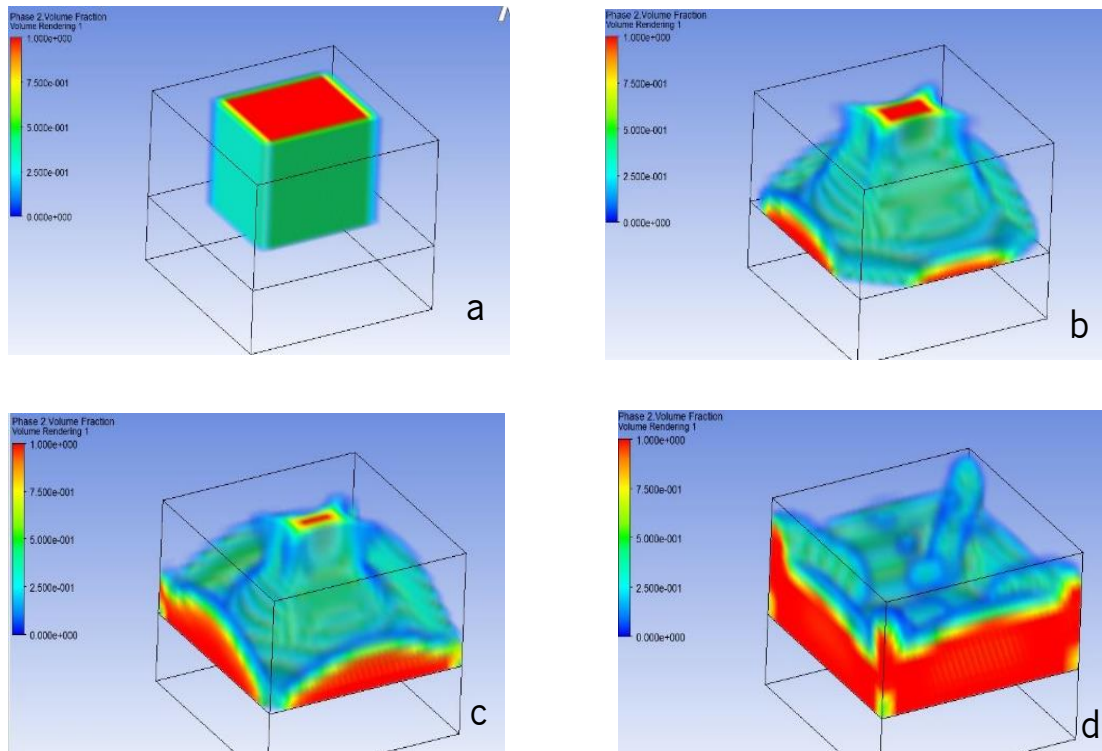 Phase 2.Volume Fraction
Volume Rendering 1
1.000e+000
7.500e-001
5.000e-001
2.500e-001
0.000e+000
a
Phase 2.Volume Fraction
Volume Rendering 1
1.000e+000
7.500e-001
5.000e-001
2.500e-001
0.000e+000
b
Phase 2.Volume Fraction
Volume Rendering 1
1.000e+000
7.500e-001
5.000e-001
2.500e-001
0.000e+000
c
Phase 2.Volume Fraction
Volume Rendering 1
1.000e+000
7.500e-001
5.000e-001
2.500e-001
0.000e+000
d